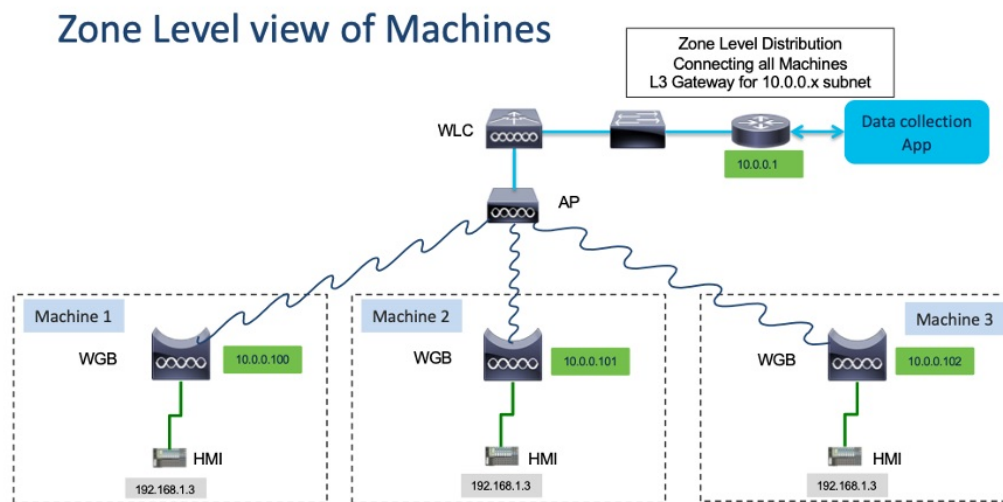 Zone Level view of Machines
Zone Level Distribution
Connecting all Machines
L3 Gateway for 10.0.0.x subnet
WLC
Data collection
App
10.0.0.1
AP
Machine 1
WGB
10.0.0.100
HMI
192.168.1.3
Machine 2
WGB
10.0.0.101
HMI
192.168.1.3
Machine 3
WGB
10.0.0.102
HMI
192.168.1.3